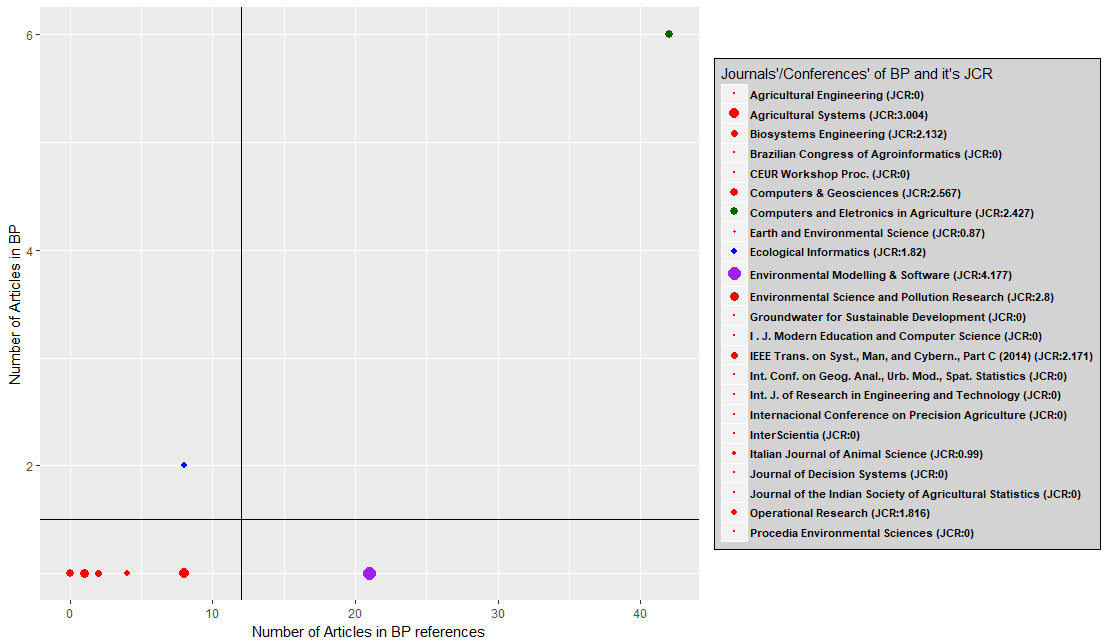 6
4
2
Number of Articles in BP
0
10
20
30
40
Number of Articles in BP references
Journals'/Conferences' of BP and it's JCR
Agricultural Engineering (JCR:0)
Agricultural Systems (JCR:3.004)
Biosystems Engineering (JCR:2.132)
Brazilian Congress of Agroinformatics (JCR:0)
CEUR Workshop Proc. (JCR:0)
Computers & Geosciences (JCR:2.567)
Computers and Eletronics in Agriculture (JCR:2.427)
Earth and Environmental Science (JCR:0.87)
Ecological Informatics (JCR:1.82)
Environmental Modelling & Software (JCR:4.177)
Environmental Science and Pollution Research (JCR:2.8)
Groundwater for Sustainable Development (JCR:0)
I . J. Modern Education and Computer Science (JCR:0)
IEEE Trans. on Syst., Man, and Cybern., Part C (2014) (JCR:2.171)
Int. Conf. on Geog. Anal., Urb. Mod., Spat. Statistics (JCR:0)
Int. J. of Research in Engineering and Technology (JCR:0)
Internacional Conference on Precision Agriculture (JCR:0)
InterScientia (JCR:0)
Italian Journal of Animal Science (JCR:0.99)
Journal of Decision Systems (JCR:0)
Journal of the Indian Society of Agricultural Statistics (JCR:0)
Operational Research (JCR:1.816)
Procedia Environmental Sciences (JCR:0)